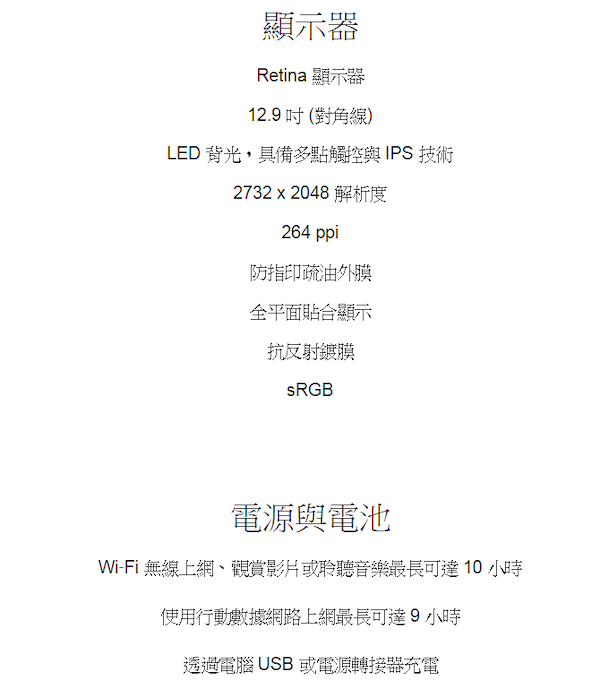 顯示器
Retina 顯示器
12.9 吋 (對角線)
LED 背光，具備多點觸控與 IPS 技術
2732 x 2048 解析度
264 ppi
防指印疏油外膜
全平面貼合顯示
抗反射鍍膜
sRGB
電源與電池
Wi-Fi 無線上網、觀賞影片或聆聽音樂最長可達 10 小時
使用行動數據網路上網最長可達 9 小時
透過電腦 USB 或電源轉接器充電